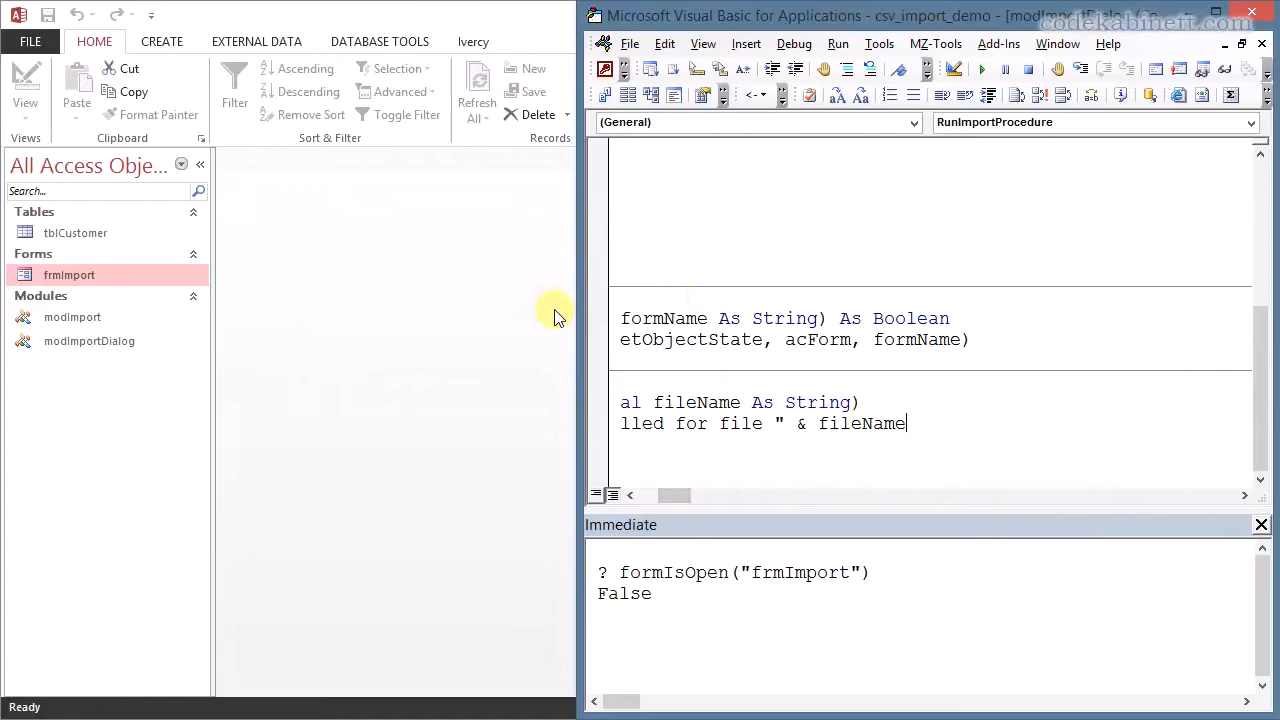 Microsoft Visual Basic for Applications - csv_import_demo - [modImportDialo
codekabinett.com
FILE HOME CREATE EXTERNAL DATA DATABASE TOOLS Ivercy
File Edit View Insert Debug Run Tools MZ-Tools Add-Ins Window Help
View
Paste
Cut
Copy
Format Painter
Filter
Ascending
Descending
Remove Sort
Selection
Advanced
Toggle Filter
Refresh
All
New
Save
Delete
Views Clipboard Sort & Filter Records
(General) RunImportProcedure
All Access Obje...
Search...
Tables
tblCustomer
Forms
frmImport
Modules
modImport
modImportDialog
formName As String) As Boolean
etObjectState, acForm, formName)
al fileName As String)
lled for file " & fileName
Immediate
? formIsOpen("frmImport")
False
Ready